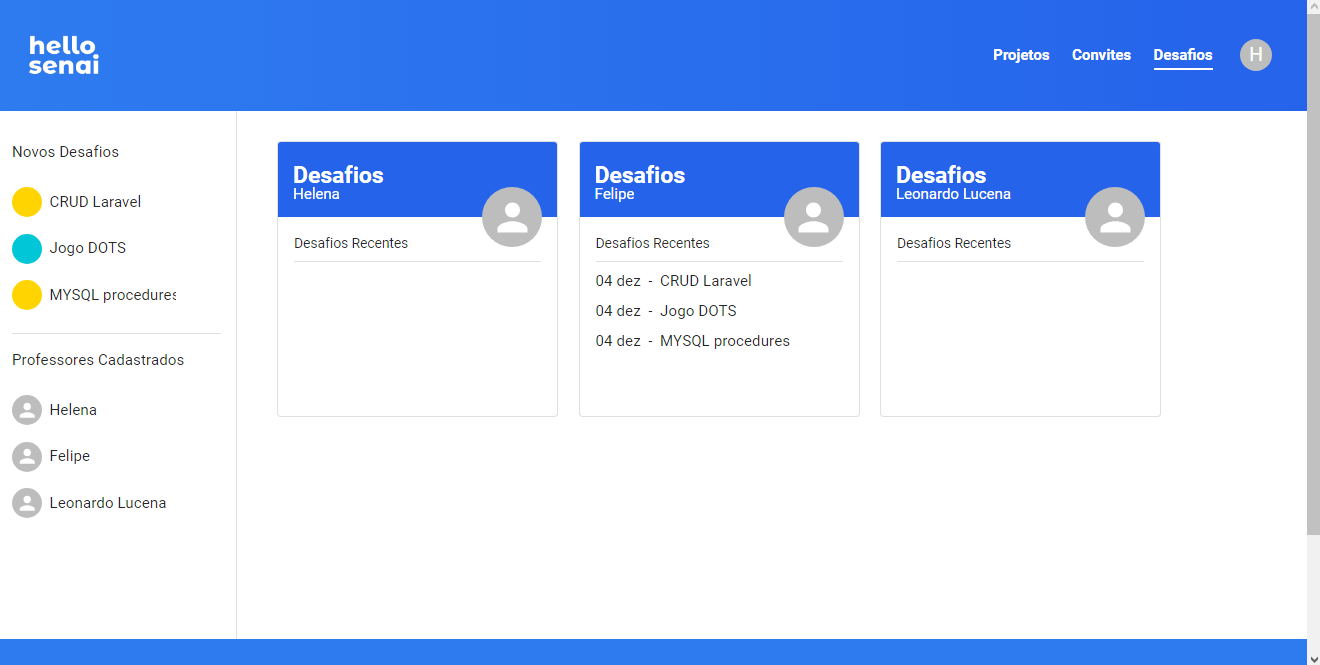 hello
senai
Projetos
Convites
Desafios
H
Novos Desafios
CRUD Laravel
Jogo DOTS
MYSQL procedures
Professores Cadastrados
Helena
Felipe
Leonardo Lucena
Desafios
Helena
Desafios Recentes
Desafios
Felipe
Desafios Recentes
04 dez - CRUD Laravel
04 dez - Jogo DOTS
04 dez - MYSQL procedures
Desafios
Leonardo Lucena
Desafios Recentes